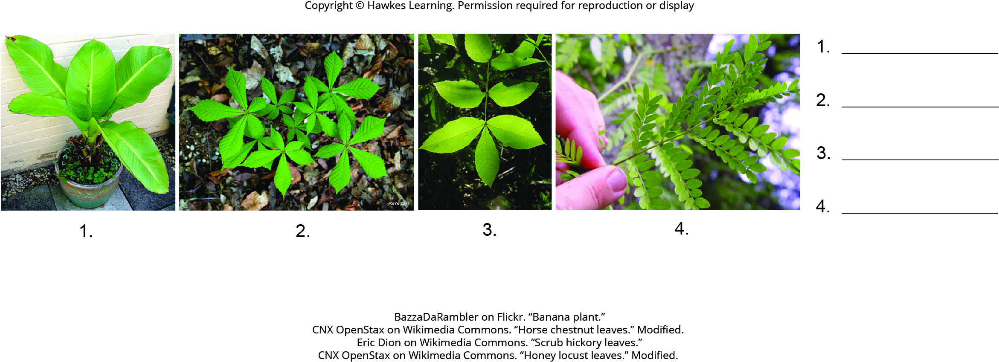 Copyright © Hawkes Learning. Permission required for reproduction or display
RoVe 2011
1.
2.
3.
4.
1.
2.
3.
4.
BazzaDaRambler on Flickr. “Banana plant.”
CNX OpenStax on Wikimedia Commons. “Horse chestnut leaves.” Modified.
Eric Dion on Wikimedia Commons. “Scrub hickory leaves.”
CNX OpenStax on Wikimedia Commons. “Honey locust leaves.” Modified.